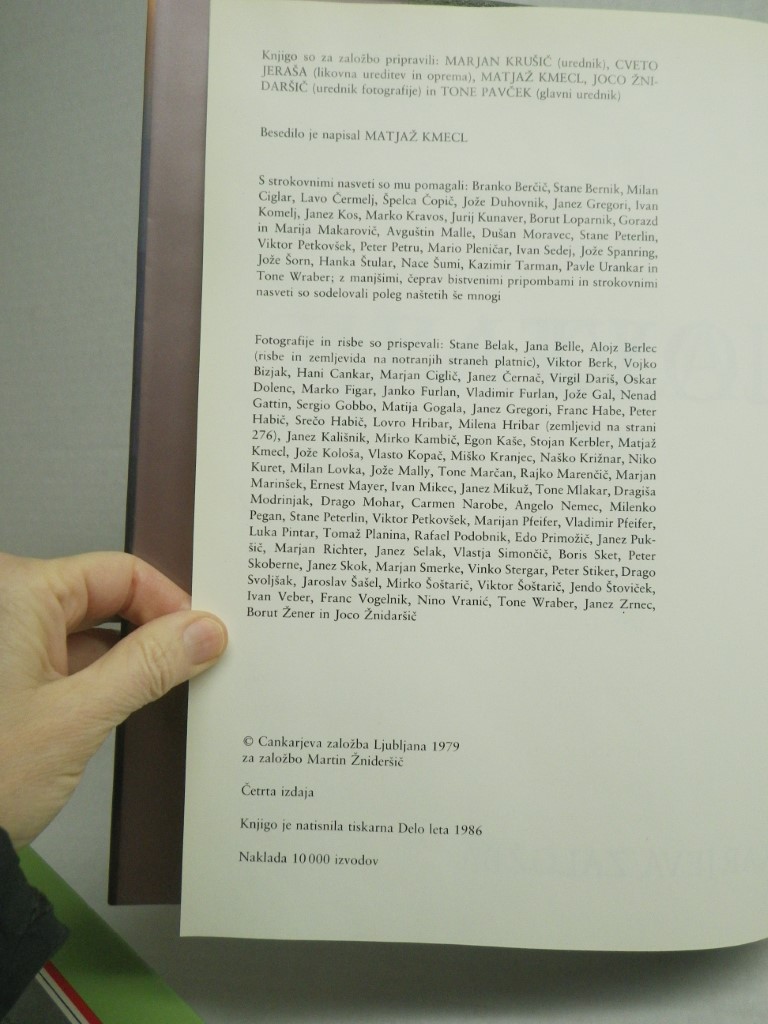 Knjigo so za založbo pripravili: MARJAN KRUŠIČ (urednik), CVETO
JERAŠA (likovna ureditev in oprema), MATJAŽ KMECL, JOCO ŽNI-
DARŠIČ (urednik fotografije) in TONE PAVČEK (glavni urednik)
Besedilo je napisal MATJAŽ KMECL
S strokovnimi nasveti so mu pomagali: Branko Berčič, Stane Bernik, Milan
Ciglar, Lavo Čermelj, Špelca Čopič, Jože Duhovnik, Janez Gregori, Ivan
Komelj, Janez Kos, Marko Kravos, Jurij Kunaver, Borut Loparnik, Gorazd
in Marija Makarovič, Avguštin Malle, Dušan Moravec, Stane Peterlin,
Viktor Petkovšek, Peter Petru, Mario Pleničar, Ivan Sedej, Jože Spanring,
Jože Šorn, Hanka Štular, Nace Šumi, Kazimir Tarman, Pavle Urankar in
Tone Wraber; z manjšimi, čeprav bistvenimi pripombami in strokovnimi
nasveti so sodelovali poleg naštetih še mnogi
Fotografije in risbe so prispevali: Stane Belak, Jana Belle, Alojz Berlec
(risbe in zemljevida na notranjih straneh platnic), Viktor Berk, Vojko
Bizjak, Hani Cankar, Marjan Ciglič, Janez Černač, Virgil Dariš, Oskar
Dolenc, Marko Figar, Janko Furlan, Vladimir Furlan, Jože Gal, Nenad
Gattin, Sergio Gobbo, Matija Gogala, Janez Gregori, Franc Habe, Peter
Habič, Srečo Habič, Lovro Hribar, Milena Hribar (zemljevid na strani
276), Janez Kališnik, Mirko Kambič, Egon Kaše, Stojan Kerbler, Matjaž
Kmecl, Jože Kološa, Vlasto Kopač, Miško Kranjec, Naško Križnar, Niko
Kuret, Milan Lovka, Jože Mally, Tone Marčan, Rajko Marenčič, Marjan
Marinšek, Ernest Mayer, Ivan Mikec, Janez Mikuž, Tone Mlakar, Dragiša
Modrinjak, Drago Mohar, Carmen Narobe, Angelo Nemec, Milenko
Pegan, Stane Peterlin, Viktor Petkovšek, Marijan Pfeifer, Vladimir Pfeifer,
Luka Pintar, Tomaž Planina, Rafael Podobnik, Edo Primožič, Janez Puk-
šič, Marjan Richter, Janez Selak, Vlastja Simončič, Boris Sket, Peter
Skoberne, Janez Skok, Marjan Smerke, Vinko Stergar, Peter Stiker, Drago
Svoljšak, Jaroslav Šašel, Mirko Šoštarič, Viktor Šoštarič, Jendo Štoviček,
Ivan Veber, Franc Vogelnik, Nino Vranić, Tone Wraber, Janez Zrnec,
Borut Žener in Joco Žnidaršič
© Cankarjeva založba Ljubljana 1979
za založbo Martin Žnideršič
Četrta izdaja
Knjigo je natisnila tiskarna Delo leta 1986
Naklada 10 000 izvodov